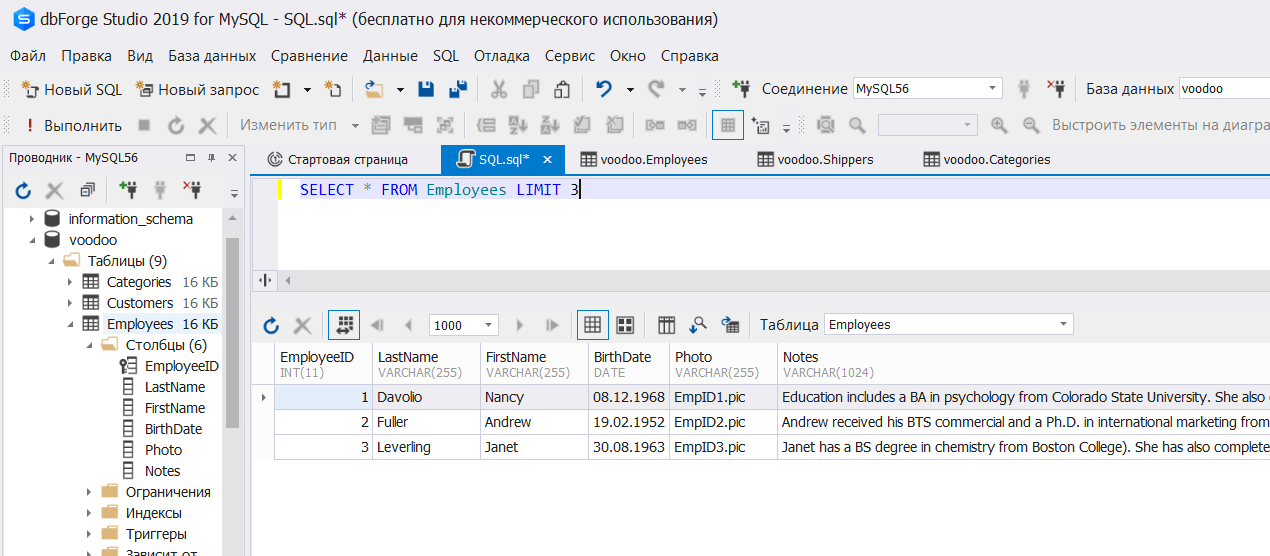 dbForge Studio 2019 for MySQL - SQL.sql* (бесплатно для некоммерческого использования)
Файл Правка Вид База данных Сравнение Данные SQL Отладка Сервис Окно Справка
Новый SQL Новый запрос Соединение MySQL56 База данных voodoo
Выполнить Изменить тип Выстроить элементы на диагра
Проводник - MySQL56
Стартовая страница SQL.sql* voodoo.Employees voodoo.Shippers voodoo.Categories
SELECT * FROM Employees LIMIT 3
information_schema
voodoo
Таблицы (9)
Categories 16 КБ
Customers 16 КБ
Employees 16 КБ
Столбцы (6)
EmployeeID
LastName
FirstName
BirthDate
Photo
Notes
Ограничения
Индексы
Триггеры
Зависит от
1000 Таблица Employees
EmployeeID LastName FirstName BirthDate Photo Notes
INT(11) VARCHAR(255) VARCHAR(255) DATE VARCHAR(255) VARCHAR(1024)
1 Davolio Nancy 08.12.1968 EmpID1.pic Education includes a BA in psychology from Colorado State University. She also
2 Fuller Andrew 19.02.1952 EmpID2.pic Andrew received his BTS commercial and a Ph.D. in international marketing from
3 Leverling Janet 30.08.1963 EmpID3.pic Janet has a BS degree in chemistry from Boston College). She has also complete